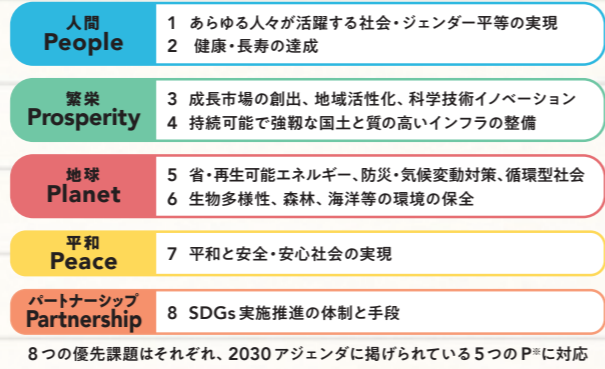 人間
People
1 あらゆる人々が活躍する社会・ジェンダー平等の実現
2 健康・長寿の達成
繁栄
Prosperity
3 成長市場の創出、地域活性化、科学技術イノベーション
4 持続可能で強靱な国土と質の高いインフラの整備
地球
Planet
5 省・再生可能エネルギー、防災・気候変動対策、循環型社会
6 生物多様性、森林、海洋等の環境の保全
平和
Peace
7 平和と安全・安心社会の実現
パートナーシップ
Partnership
8 SDGs実施推進の体制と手段
8つの優先課題はそれぞれ、2030アジェンダに掲げられている5つのP※に対応